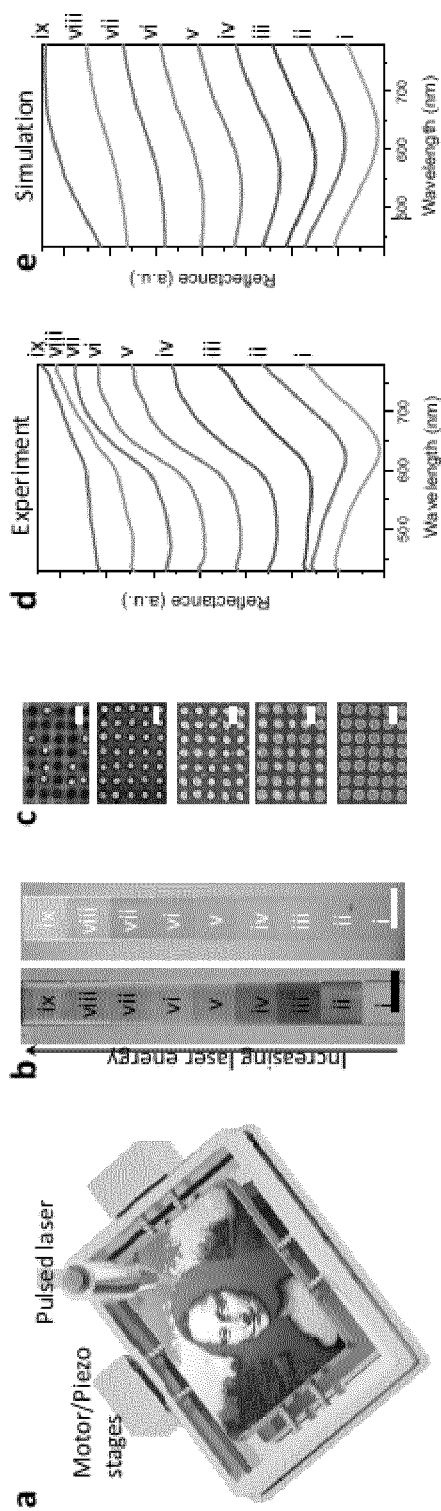 a
Motor/Piezo
stages
Pulsed laser
b
Increasing laser energy
ix
viii
vii
vi
v
iv
iii
ii
i
ix
viii
vii
vi
v
iv
iii
ii
i
c
d
Experiment
Reflectance (a.u.)
ix
viii
vii
vi
v
iv
iii
ii
i
500 600 700
Wavelength (nm)
e
Simulation
Reflectance (a.u.)
ix
viii
vii
vi
v
iv
iii
ii
i
500 600 700
Wavelength (nm)